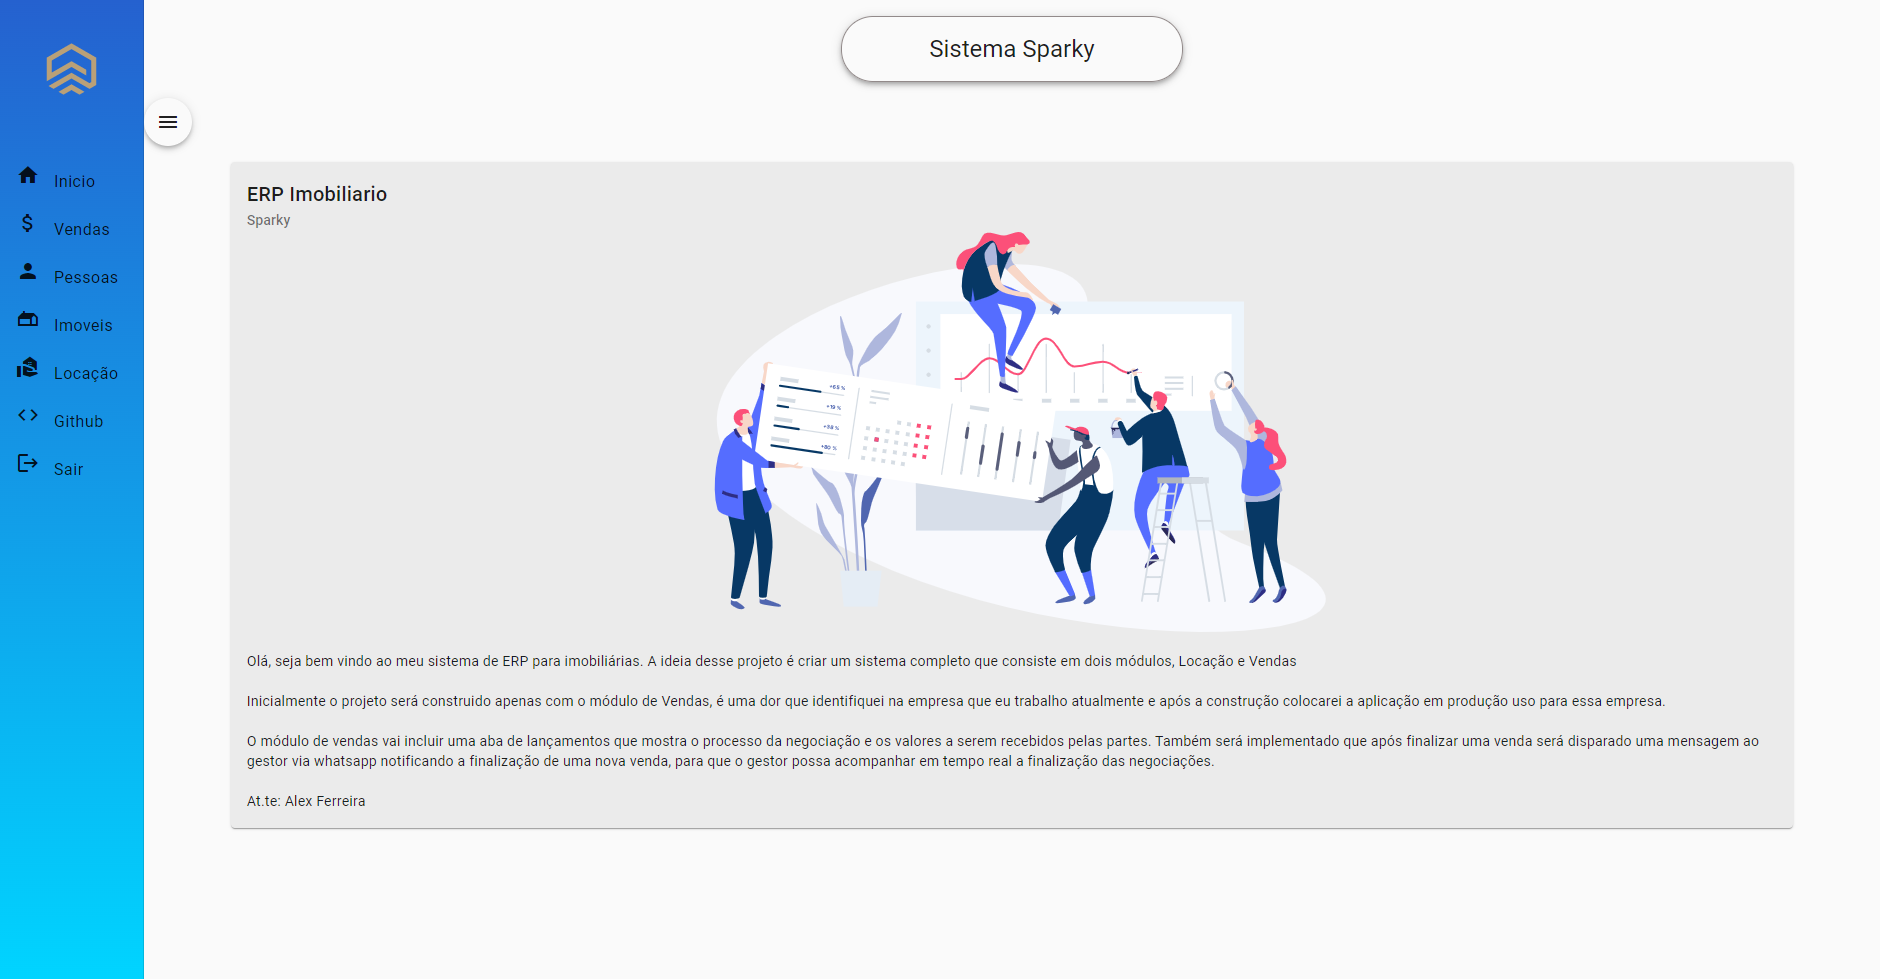 Sistema Sparky
Inicio
Vendas
Pessoas
Imoveis
Locação
Github
Sair
ERP Imobiliario
Sparky
+65 %
+19 %
+38 %
+80 %
Olá, seja bem vindo ao meu sistema de ERP para imobiliárias. A ideia desse projeto é criar um sistema completo que consiste em dois módulos, Locação e Vendas
Inicialmente o projeto será construido apenas com o módulo de Vendas, é uma dor que identifiquei na empresa que eu trabalho atualmente e após a construção colocarei a aplicação em produção uso para essa empresa.
O módulo de vendas vai incluir uma aba de lançamentos que mostra o processo da negociação e os valores a serem recebidos pelas partes. Também será implementado que após finalizar uma venda será disparado uma mensagem ao
gestor via whatsapp notificando a finalização de uma nova venda, para que o gestor possa acompanhar em tempo real a finalização das negociações.
At.te: Alex Ferreira